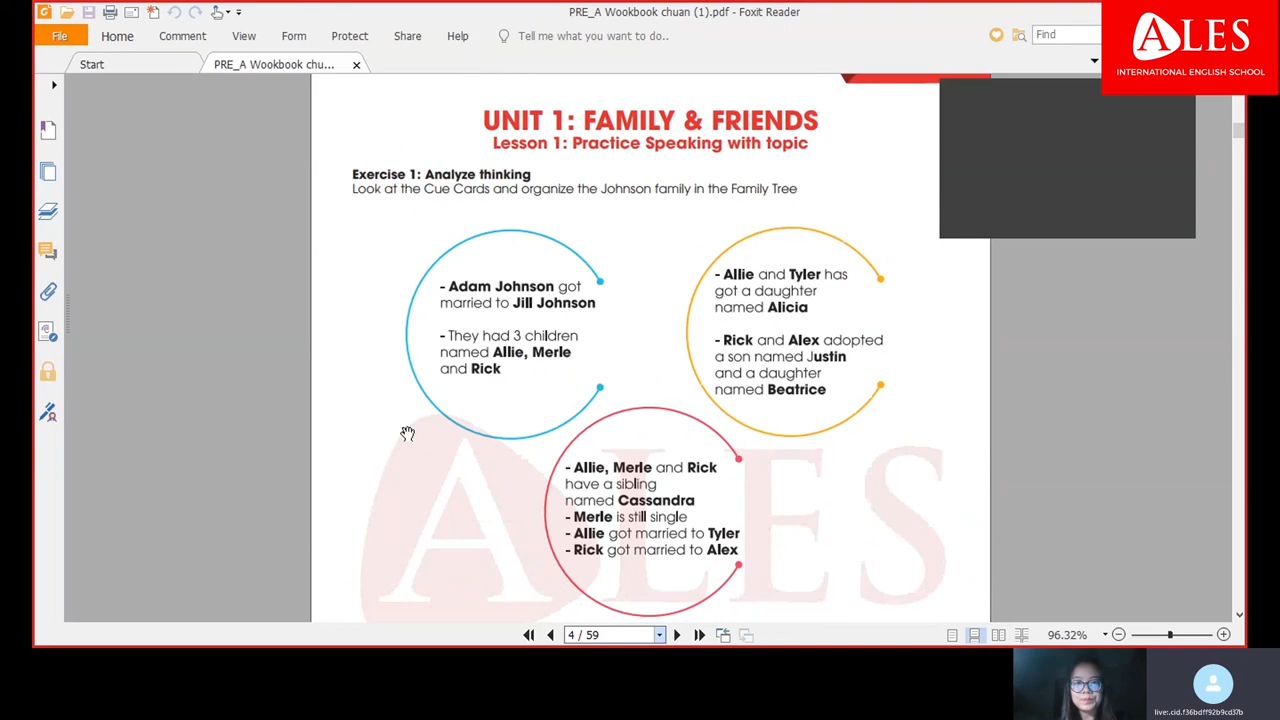 PRE_A Wookbook chuan (1).pdf - Foxit Reader
File Home Comment View Form Protect Share Help Tell me what you want to do.. Find
ALES
INTERNATIONAL ENGLISH SCHOOL
Start PRE_A Wookbook chu... ×
UNIT 1: FAMILY & FRIENDS
Lesson 1: Practice Speaking with topic
Exercise 1: Analyze thinking
Look at the Cue Cards and organize the Johnson family in the Family Tree
- Adam Johnson got
married to Jill Johnson
- They had 3 children
named Allie, Merle
and Rick
- Allie and Tyler has
got a daughter
named Alicia
- Rick and Alex adopted
a son named Justin
and a daughter
named Beatrice
- Allie, Merle and Rick
have a sibling
named Cassandra
- Merle is still single
- Allie got married to Tyler
- Rick got married to Alex
ALES
4 / 59 96.32%
live:.cid.f36bdff92b9cd37b